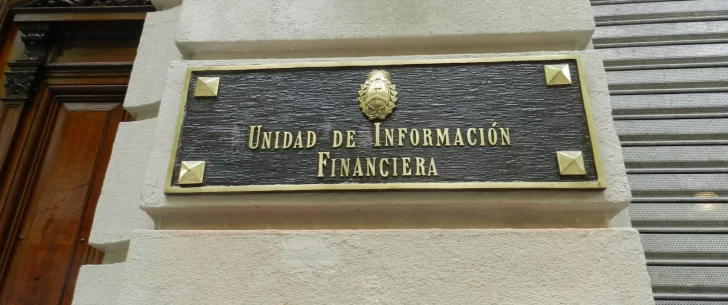 UNIDAD DE INFORMACIÓN
FINANCIERA